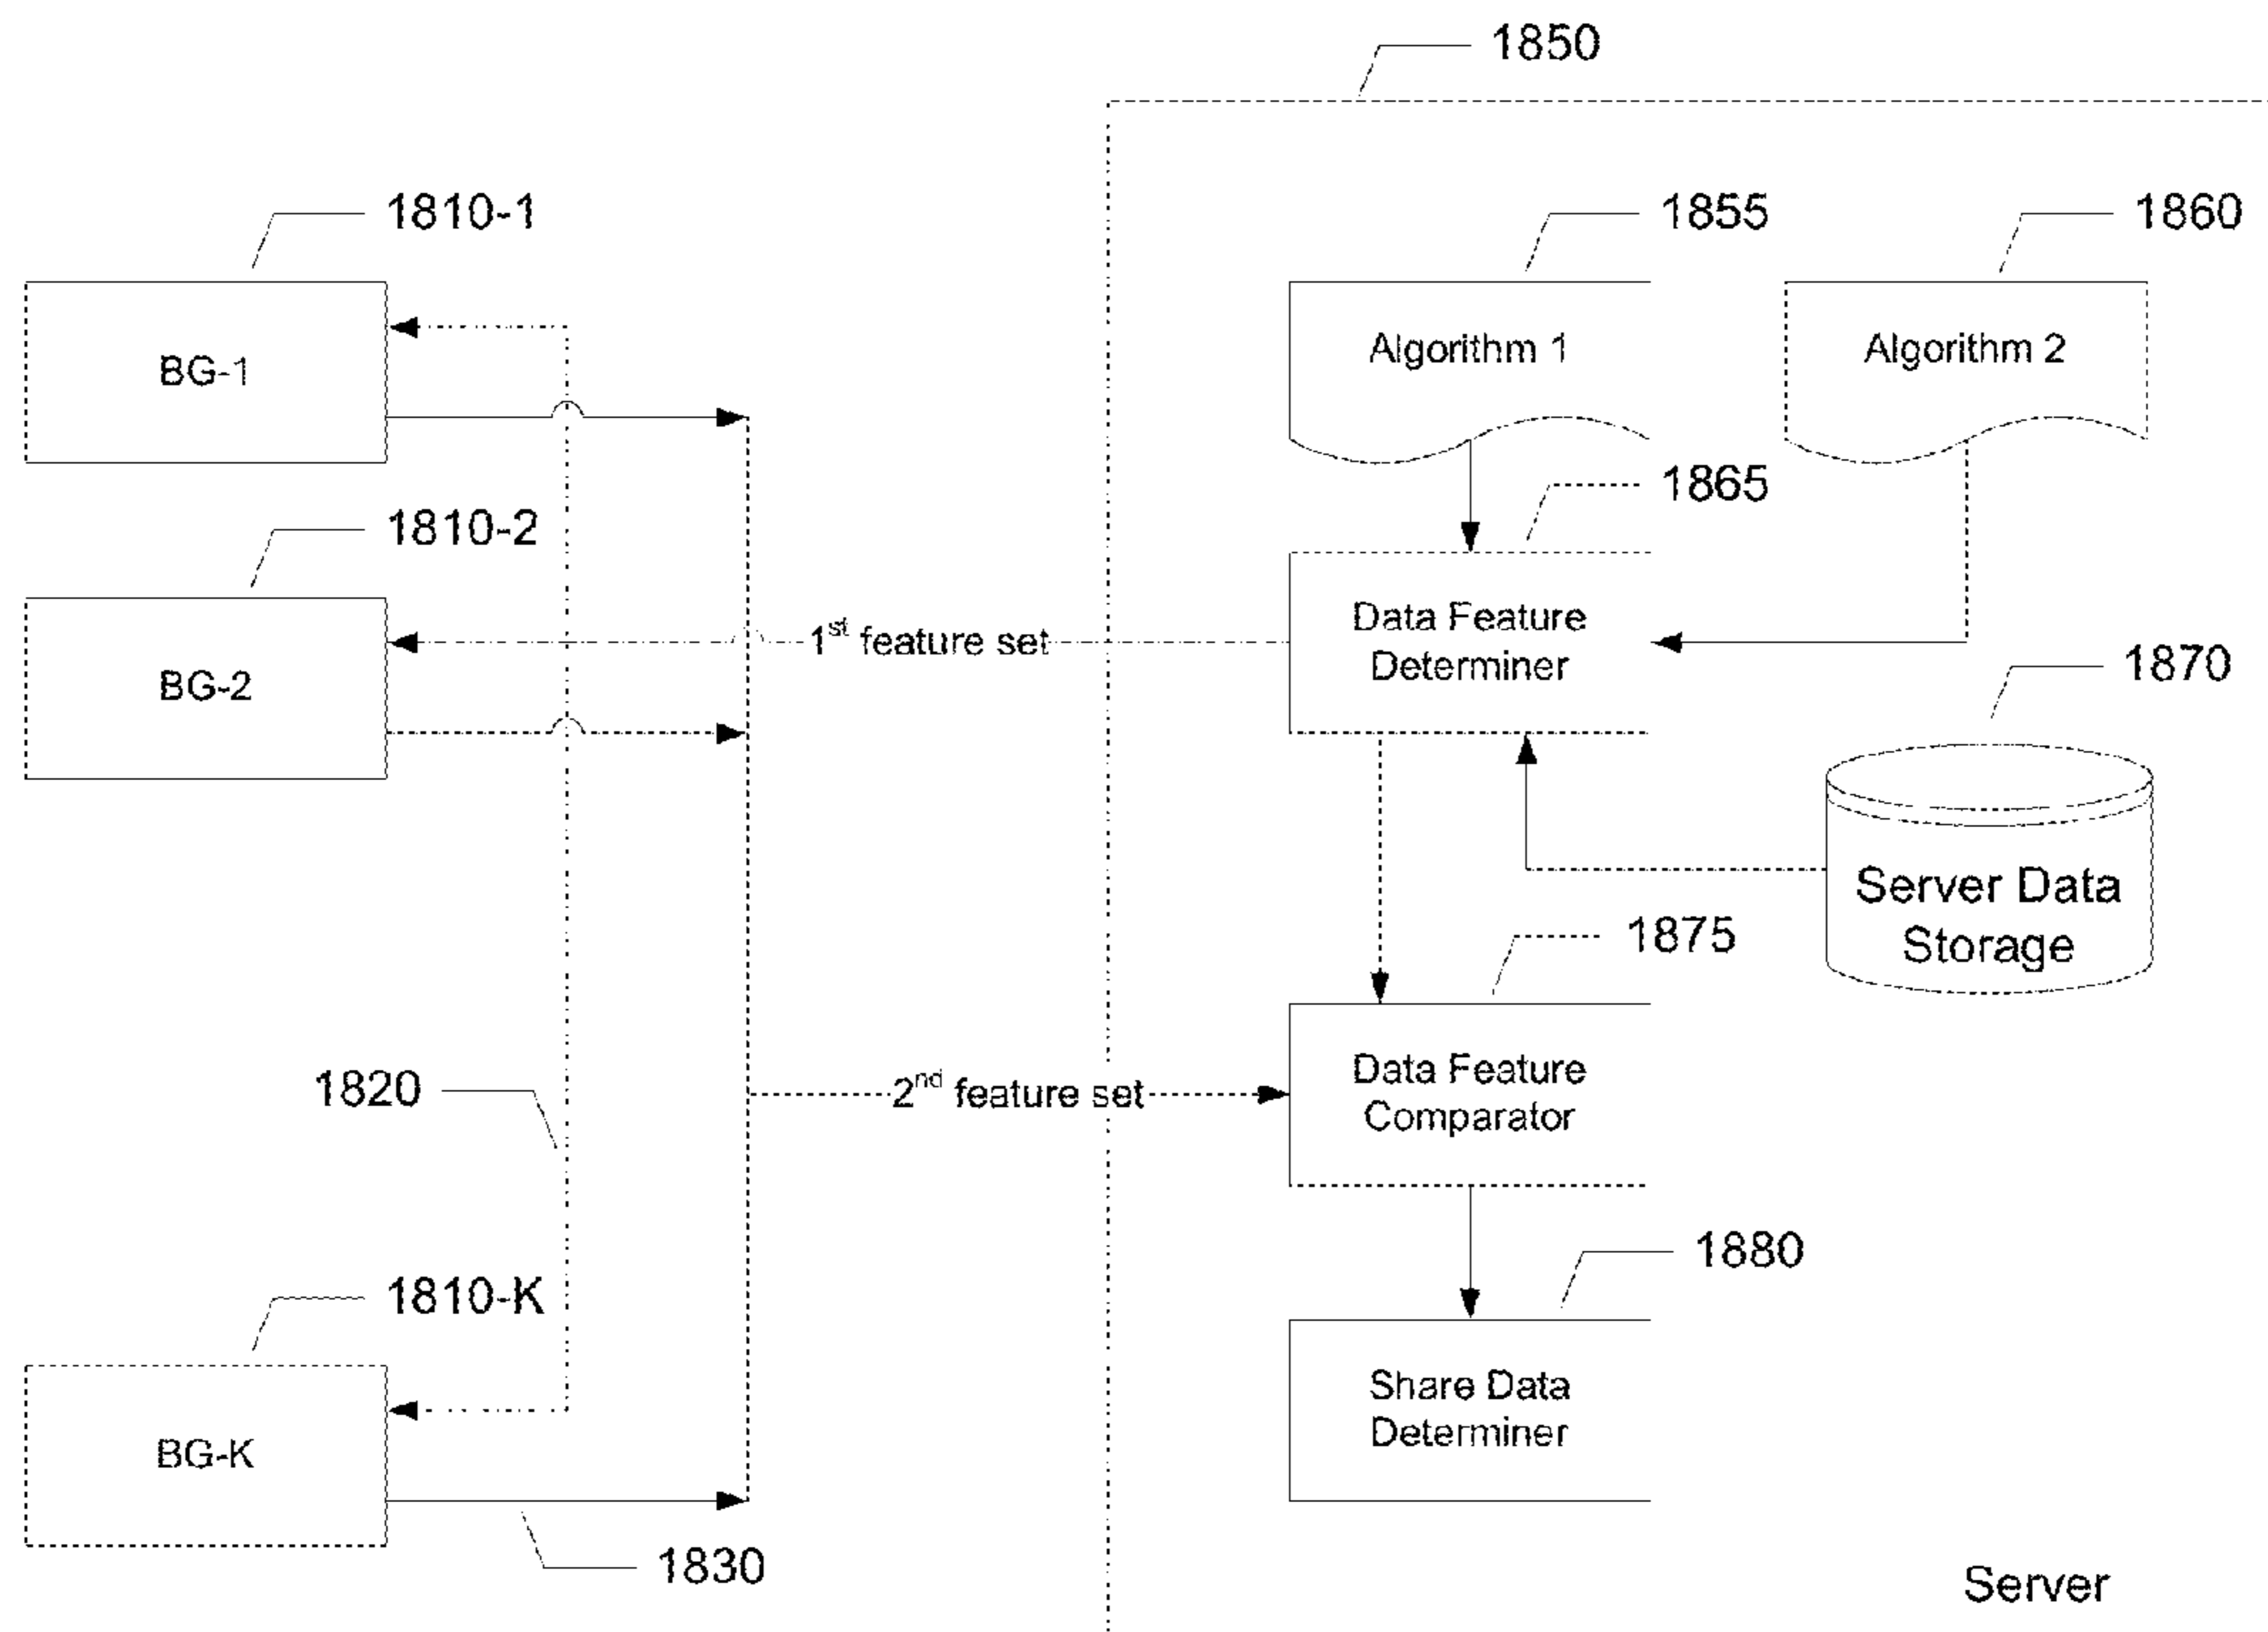 1850
1810-1
1855
1860
BG-1
Algorithm 1
Algorithm 2
1865
1810-2
BG-2
1st feature set
Data Feature
Determiner
1870
Server Data
Storage
1875
1820
2nd feature set
Data Feature
Comparator
1880
1810-K
BG-K
Share Data
Determiner
1830
Server